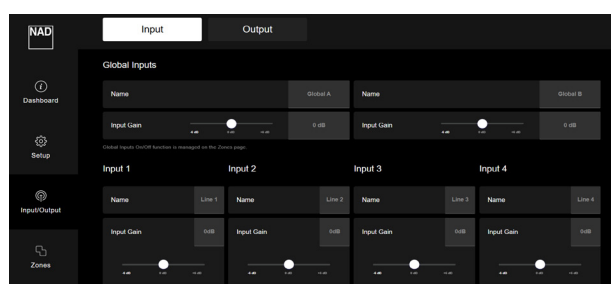 NAD
Input Output
Global Inputs
Name Global A Name Global B
Input Gain 0 dB Input Gain 0 dB
Global Inputs On/Off function is managed on the Zones page.
Dashboard
Setup
Input/Output
Zones
Input 1 Input 2 Input 3 Input 4
Name Line 1 Name Line 2 Name Line 3 Name Line 4
Input Gain 0dB Input Gain 0dB Input Gain 0dB Input Gain 0dB